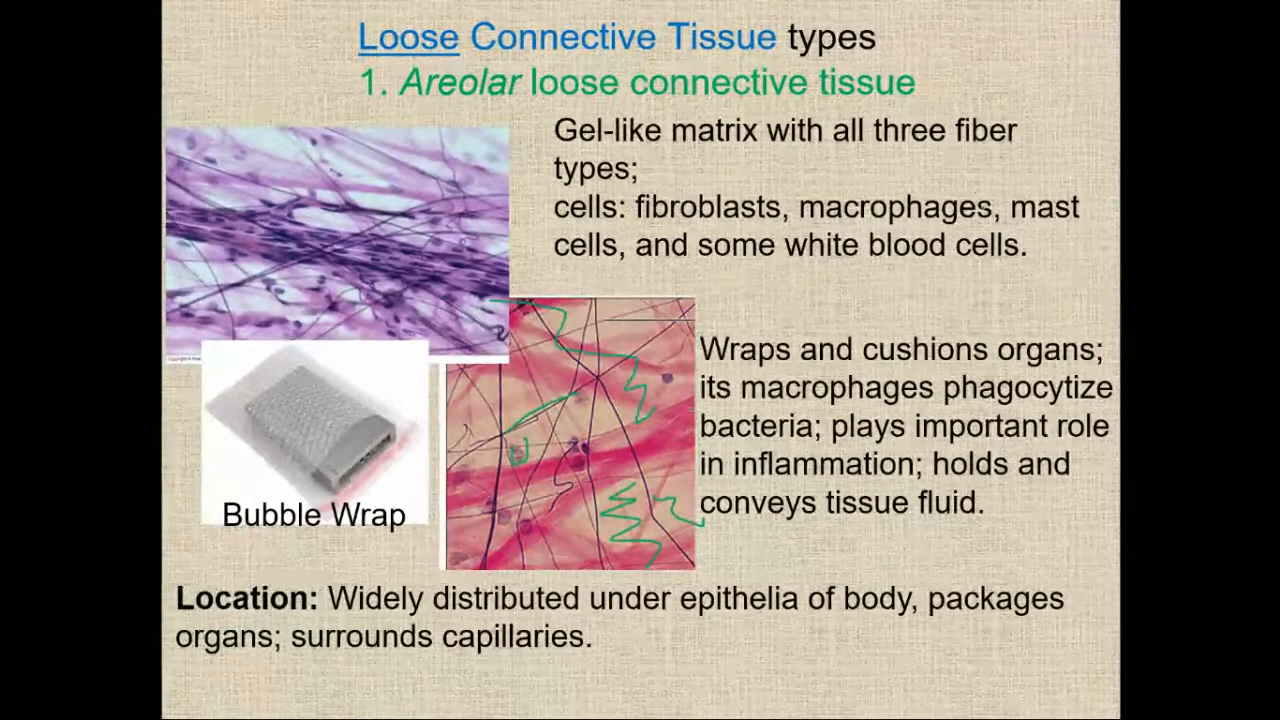 Loose Connective Tissue types
1. Areolar loose connective tissue
Gel-like matrix with all three fiber
types;
cells: fibroblasts, macrophages, mast
cells, and some white blood cells.
Wraps and cushions organs;
its macrophages phagocytize
bacteria; plays important role
in inflammation; holds and
conveys tissue fluid.
Bubble Wrap
Location: Widely distributed under epithelia of body, packages
organs; surrounds capillaries.